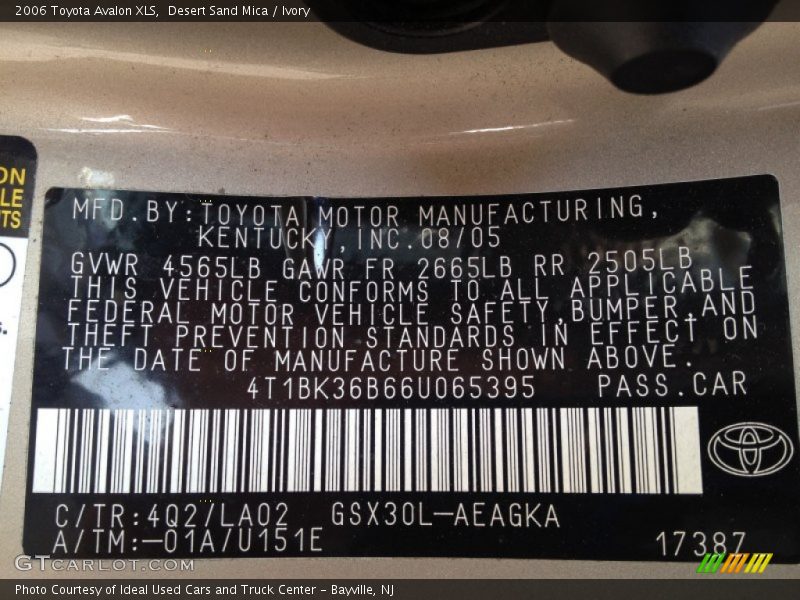 2006 Toyota Avalon XLS,  Desert Sand Mica / Ivory
ON
LE
NTS
MFD.BY:TOYOTA MOTOR MANUFACTURING,
KENTUCKY,INC.08/05
GVWR 4565LB GAWR FR 2665LB RR 2505LB
THIS VEHICLE CONFORMS TO ALL APPLICABLE
FEDERAL MOTOR VEHICLE SAFETY,BUMPER,AND
THEFT PREVENTION STANDARDS IN EFFECT ON
THE DATE OF MANUFACTURE SHOWN ABOVE.
4T1BK36B66U065395 PASS.CAR
C/TR:4Q2/LA02 GSX30L-AEAGKA
A/TM:-01A/U151E 17387
GTCARLOT.COM
Photo Courtesy of Ideal Used Cars and Truck Center - Bayville, NJ